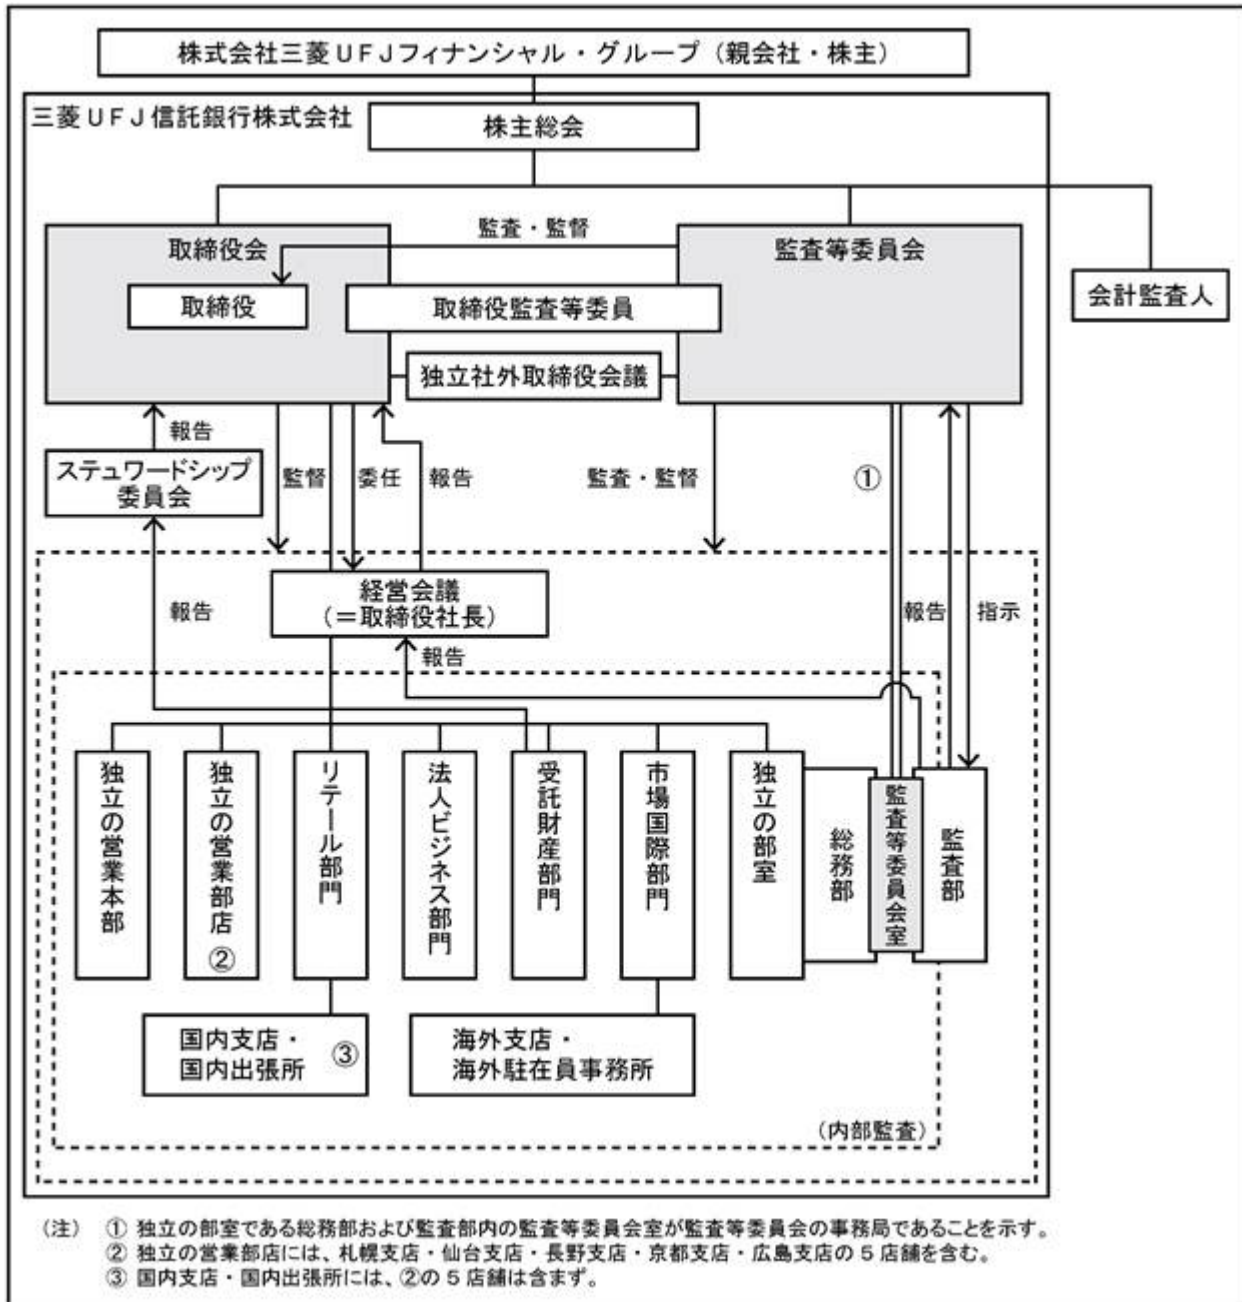 株式会社三菱UFJフィナンシャル・グループ（親会社・株主）
三菱UFJ信託銀行株式会社
株主総会
監査・監督
取締役会
監査等委員会
取締役
取締役監査等委員
会計監査人
独立社外取締役会議
報告
ステュワードシップ
委員会
監督
委任
報告
監査・監督
①
経営会議
（＝取締役社長）
報告
報告
指示
報告
独立の営業本部
独立の営業部店
②
リテール部門
法人ビジネス部門
受託財産部門
市場国際部門
独立の部室
総務部
監査等委員会室
監査部
国内支店・
国内出張所
③
海外支店・
海外駐在員事務所
（内部監査）
（注） ① 独立の部室である総務部および監査部内の監査等委員会室が監査等委員会の事務局であることを示す。
② 独立の営業部店には、札幌支店・仙台支店・長野支店・京都支店・広島支店の５店舗を含む。
③ 国内支店・国内出張所には、②の５店舗は含まず。